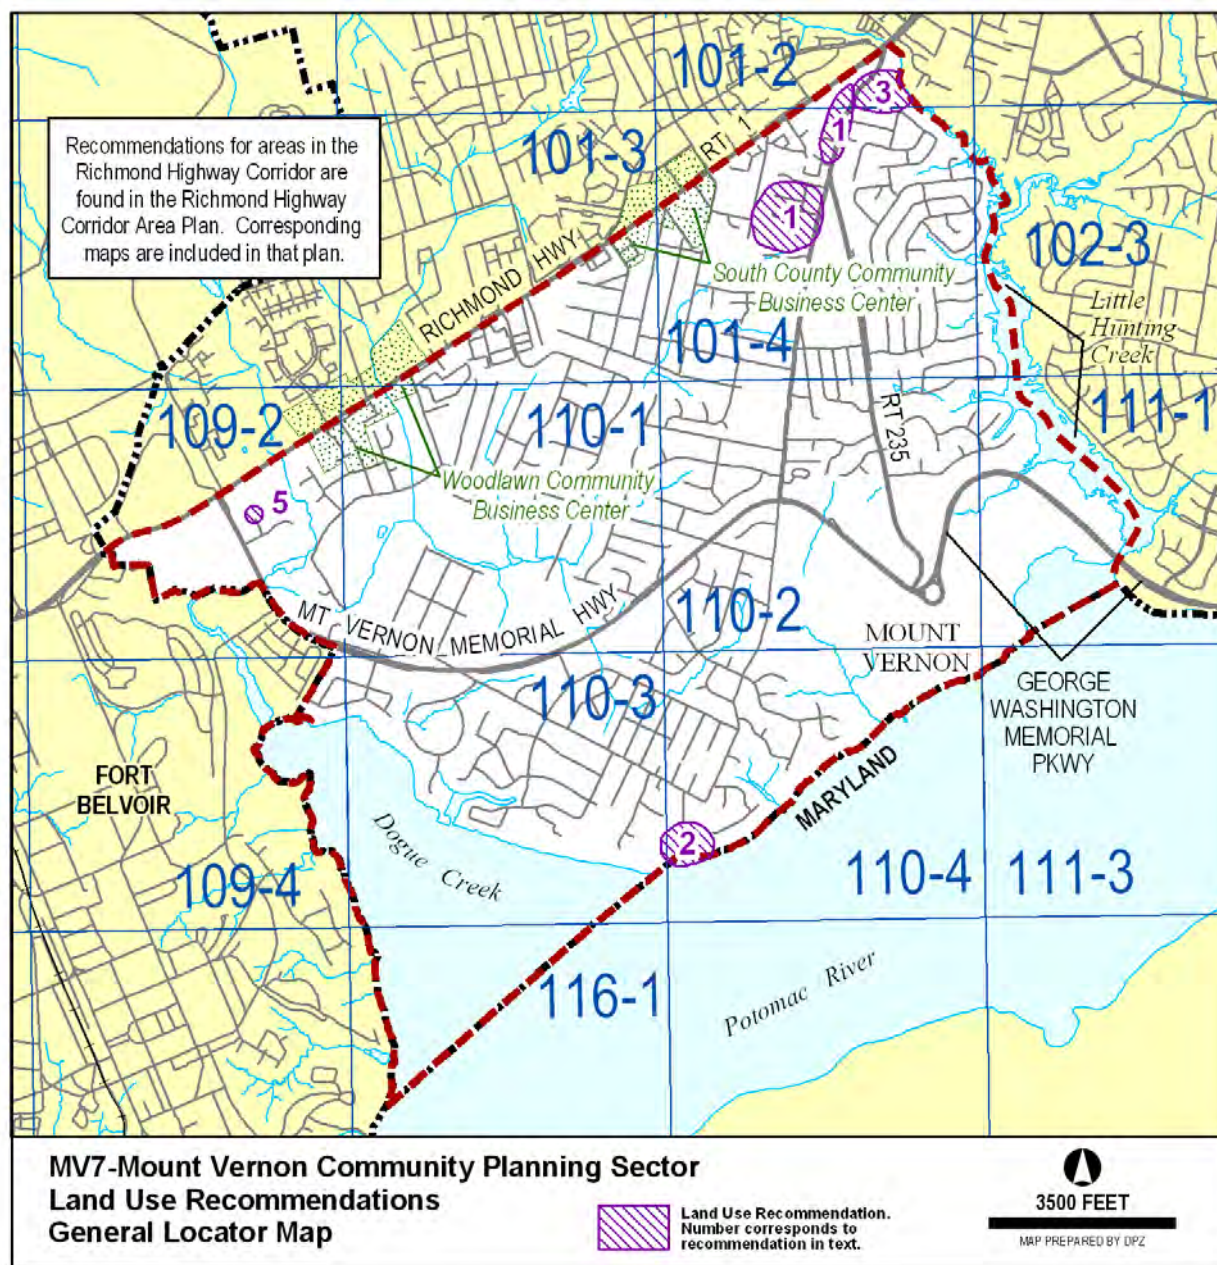 101-2
3
Recommendations for areas in the
Richmond Highway Corridor are
found in the Richmond Highway
Corridor Area Plan. Corresponding
maps are included in that plan.
101-3
RT 1
1
1
102-3
South County Community
Business Center
Little
Hunting
Creek
RICHMOND HWY
101-4
109-2
110-1
RT 235
111-1
Woodlawn Community
Business Center
5
MT VERNON MEMORIAL HWY
110-2
MOUNT
VERNON
110-3
GEORGE
WASHINGTON
MEMORIAL
PKWY
FORT
BELVOIR
MARYLAND
Dogue Creek
2
109-4
110-4
111-3
116-1
Potomac River
MV7-Mount Vernon Community Planning Sector
Land Use Recommendations
General Locator Map
Land Use Recommendation.
Number corresponds to
recommendation in text.
3500 FEET
MAP PREPARED BY DPZ